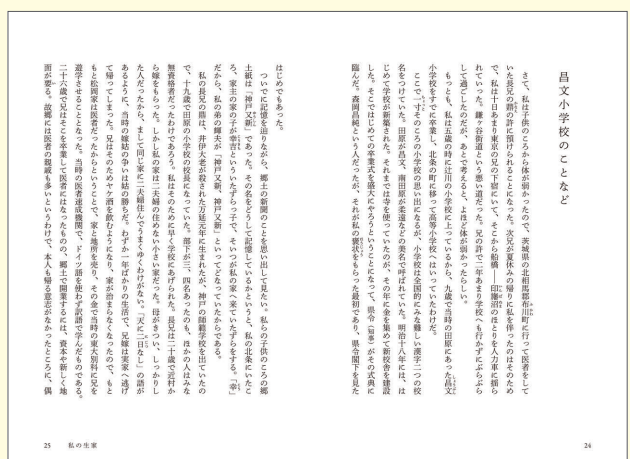 昌文小学校のことなど
さて、私は子供のころから体が弱かったので、茨城県の北相馬郡布川町に行って医者をして
いた長兄の鼎の許に預けられることになった。次兄が夏休みの帰りに私を伴ったのはそのため
で、私は十日あまり東京の兄の下宿にいて、そこから船橋――印旛沼のほとりを人力車に揺ら
れていった。鎌ヶ谷街道という悪い道だった。兄の許で二年あまり学校へも行かずにぶらぶら
して過ごしたのだが、あとで考えると、よほど体が弱かったらしい。
もっとも、私は五歳の時に辻川の小学校に上っているから、九歳で当時の田原にあった昌文
小学校をすでに卒業し、北条の町に移って高等小学校へはいっていたわけだ。
ここで一寸そのころの小学校の思い出になるが、小学校は全国的にみな難しい漢字二つの校
名をつけていた。田原が昌文、南田原が柔遠などの美名で呼ばれていた。明治十八年には、は
じめて学校が新築された。それまでは寺を使っていたのが、その年に金を集めて新校舎を建設
した。そこではじめての卒業式を盛大にやろうということになって、県令（知事）がその式典に
臨んだ。森岡昌純という人だったが、それが私の褒状をもらった最初であり、県令閣下を見た
24
はじめでもあった。
ついでに記憶を辿りながら、郷土の新聞のことを思い出して見たい。私らの子供のころの郷
土紙は「神戸又新」であった。その名をどうして記憶しているかというと、私の北条にいたこ
ろ、家主の家の子が幸吉といういたずらっ子で、そいつが私の家へ来ていたずらをする。「幸」
だから、私の弟の輝夫が「神戸又新、神戸又新」といってどなっていたからである。
私の長兄の鼎は、井伊大老が殺された万延元年に生まれたが、神戸の師範学校を出ていたの
で、十九歳で田原の小学校の校長になっていた。部下が三、四名あったのも、ほかの人はみな
無資格者だったわけであろう。私はそのために早く学校にあげられた。長兄は二十歳で近村か
ら嫁をもらった。しかし私の家は二夫婦の住めない小さい家だった。母がきつい、しっかりし
た人だったから、まして同じ家に二夫婦住んでうまくゆくわけがない。「天に二日なし」の語が
あるように、当時の嫁姑の争いは姑の勝ちだ。わずか一年ばかりの生活で、兄嫁は実家へ逃げ
て帰ってしまった。兄はそのためヤケ酒を飲むようになり、家が治まらなくなったので、もと
もと松岡家は医者だったからということで、家と地所を売り、その金で当時の東大別科に兄を
遊学させることとなった。当時の医者速成機関で、ドイツ語を使わず訳語で学んだものである。
二十六歳で兄はそこを卒業して医者にはなったものの、郷土で開業するには、資本や新しく地
面が要る。故郷には医者の親戚も多いというわけで、本人も帰る意志がなかったところに、偶
25　私の生家